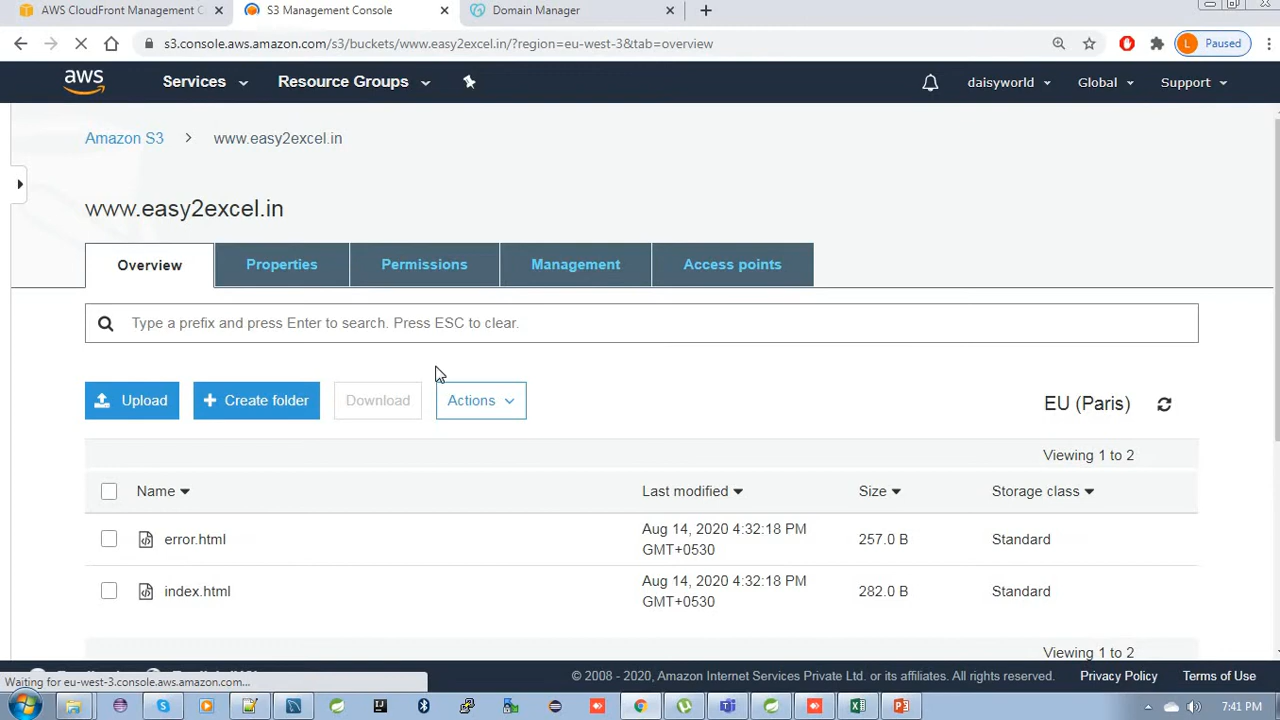 AWS CloudFront Management C
S3 Management Console
Domain Manager
s3.console.aws.amazon.com/s3/buckets/www.easy2excel.in/?region=eu-west-3&tab=overview
L
Paused
aws
Services
Resource Groups
daisyworld
Global
Support
Amazon S3
www.easy2excel.in
www.easy2excel.in
Overview
Properties
Permissions
Management
Access points
Type a prefix and press Enter to search. Press ESC to clear.
Upload
Create folder
Download
Actions
EU (Paris)
Viewing 1 to 2
Name
Last modified
Size
Storage class
error.html
Aug 14, 2020 4:32:18 PM
GMT+0530
257.0 B
Standard
index.html
Aug 14, 2020 4:32:18 PM
GMT+0530
282.0 B
Standard
Viewing 1 to 2
Waiting for eu-west-3.console.aws.amazon.com...
© 2008 - 2020, Amazon Internet Services Private Ltd. or its affiliates. All rights reserved.
Privacy Policy
Terms of Use
7:41 PM